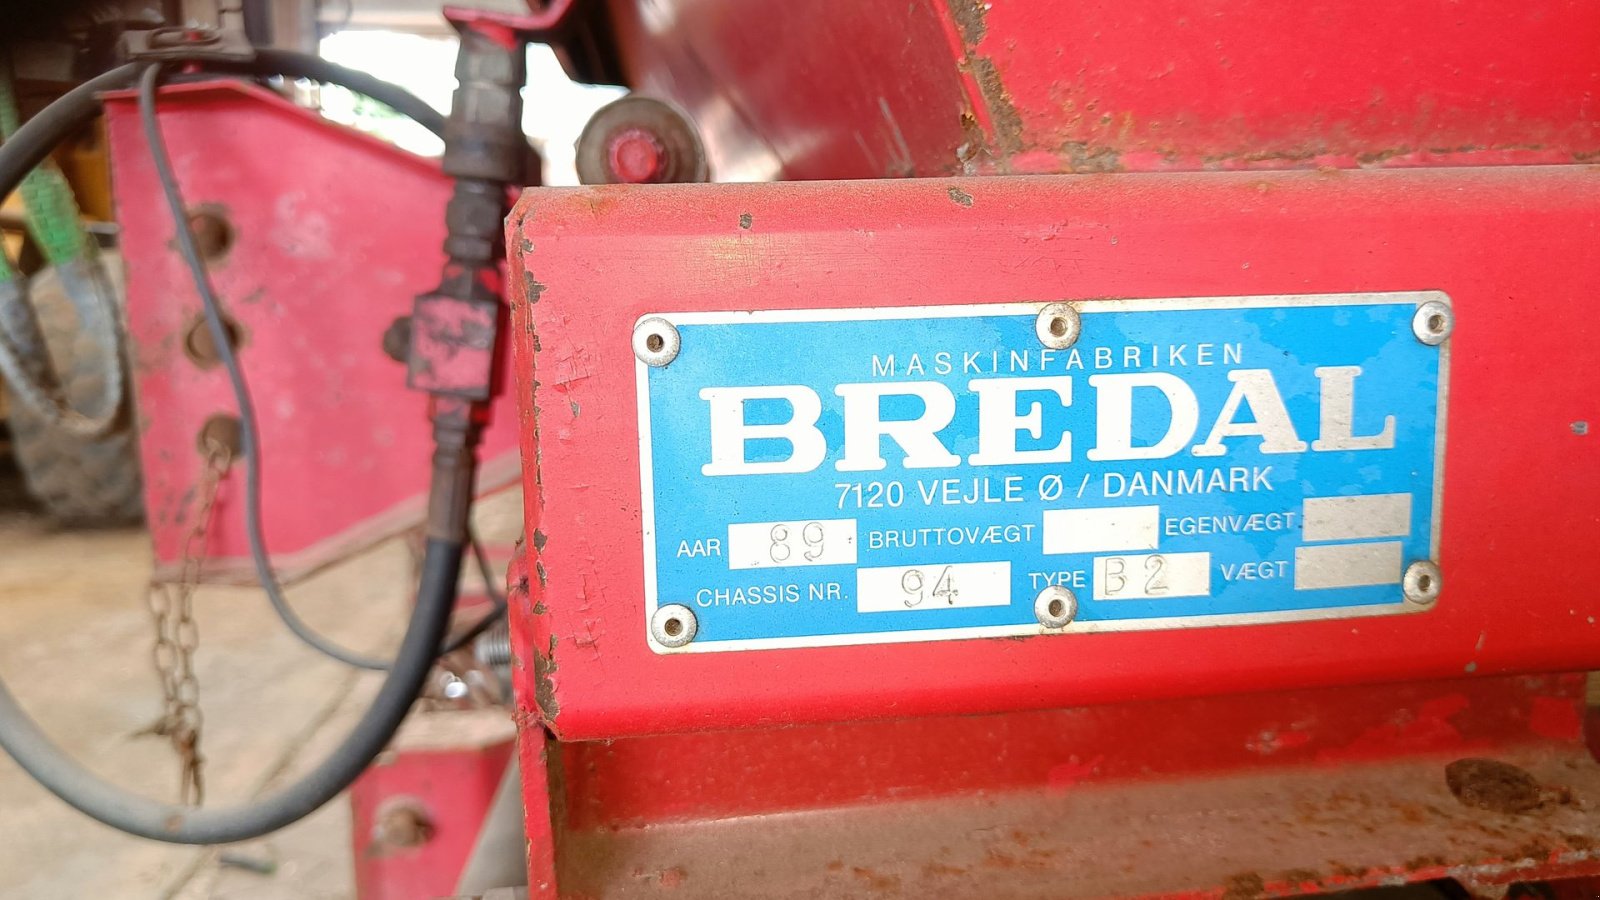 MASKINFABRIKEN
BREDAL
7120 VEJLE Ø / DANMARK
AAR 89 BRUTTOVÆGT EGENVÆGT
CHASSIS NR. 94 TYPE B2 VÆGT